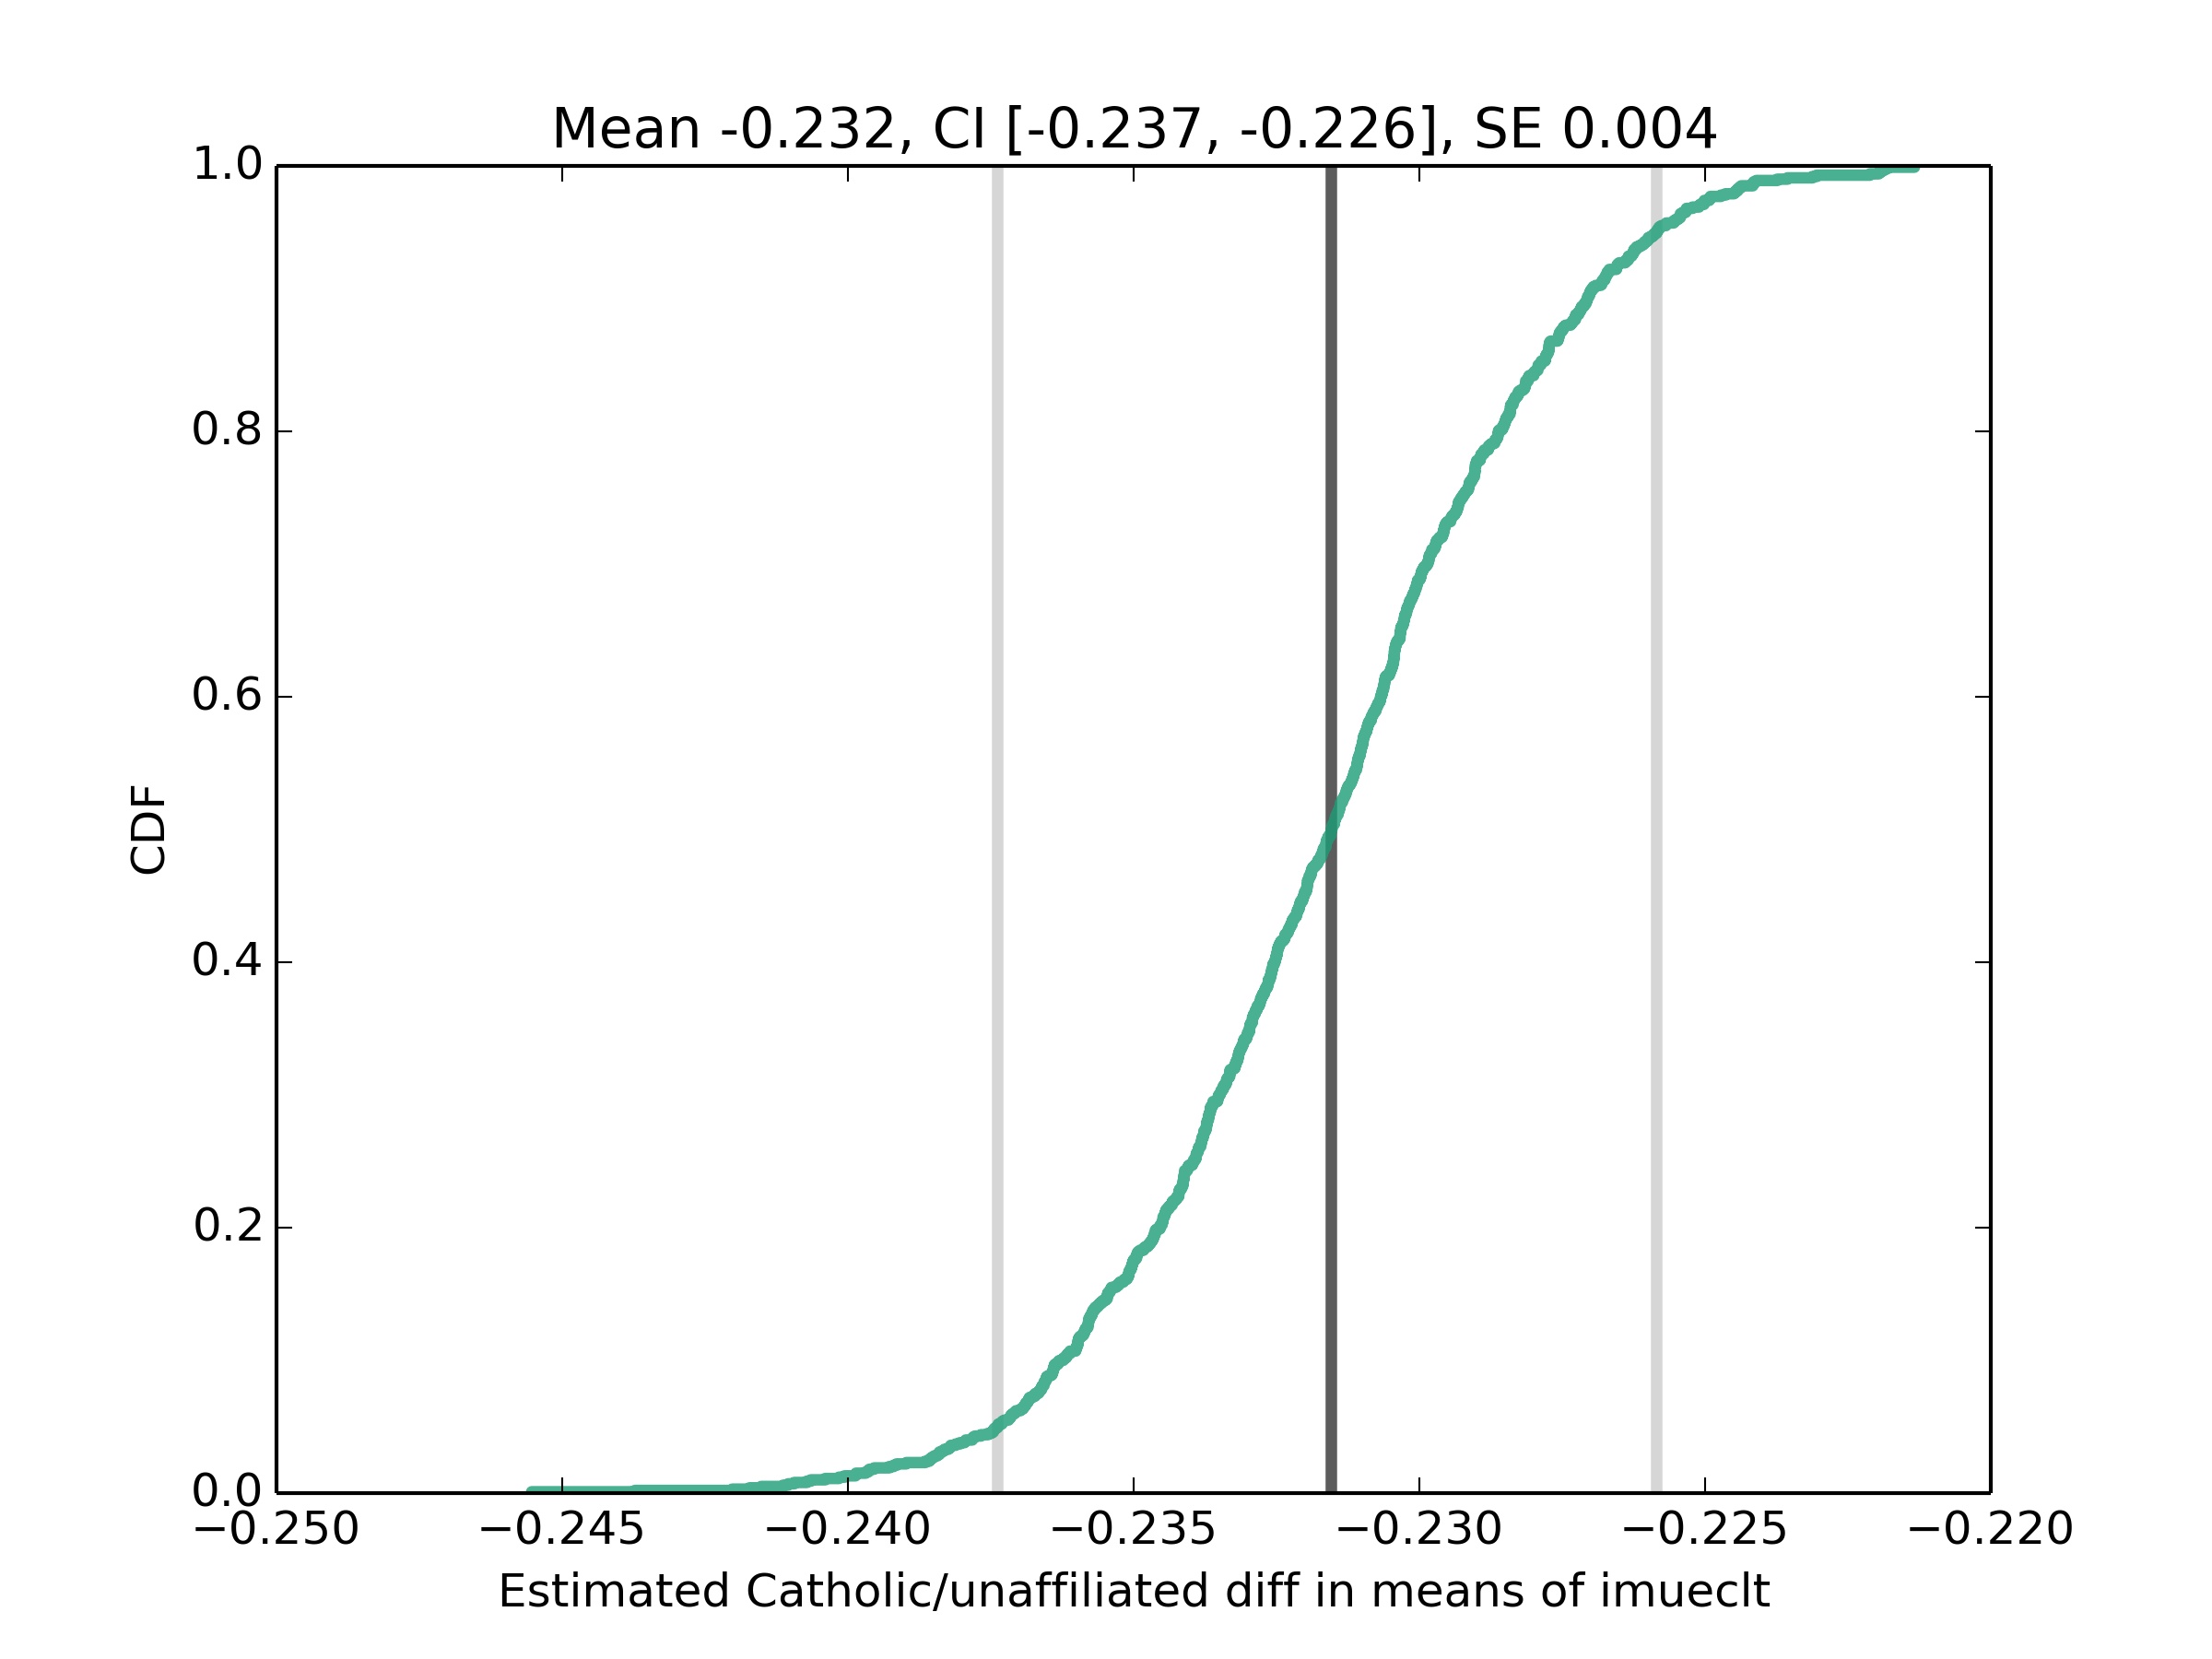 Mean -0.232, CI [-0.237, -0.226], SE 0.004
1.0
0.8
0.6
0.4
0.2
0.0
CDF
−0.250 −0.245 −0.240 −0.235 −0.230 −0.225 −0.220
Estimated Catholic/unaffiliated diff in means of imueclt